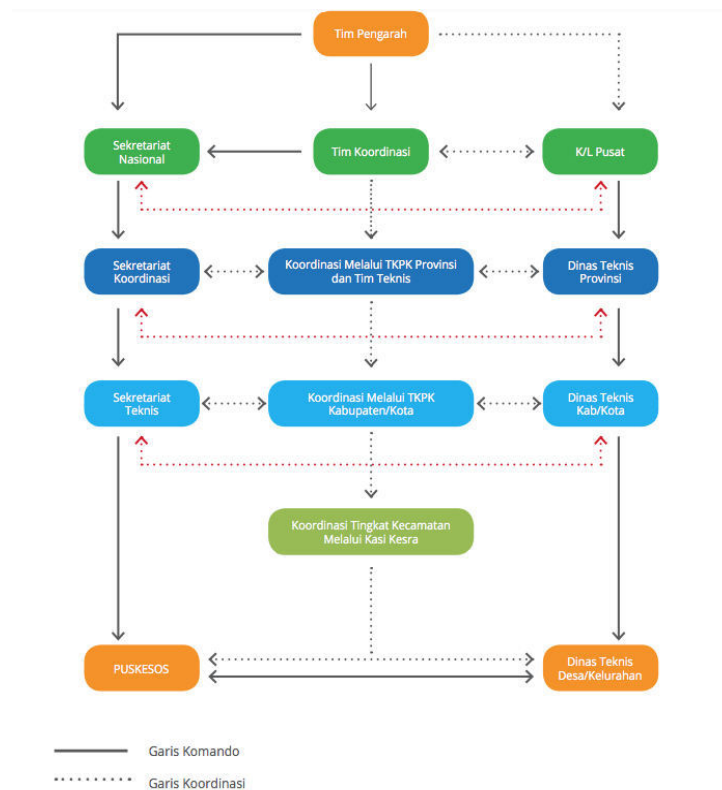 Tim Pengarah
Sekretariat
Nasional
Tim Koordinasi
K/L Pusat
Sekretariat
Koordinasi
Koordinasi Melalui TKPK Provinsi
dan Tim Teknis
Dinas Teknis
Provinsi
Sekretariat
Teknis
Koordinasi Melalui TKPK
Kabupaten/Kota
Dinas Teknis
Kab/Kota
Koordinasi Tingkat Kecamatan
Melalui Kasi Kesra
PUSKESOS
Dinas Teknis
Desa/Kelurahan
Garis Komando
Garis Koordinasi